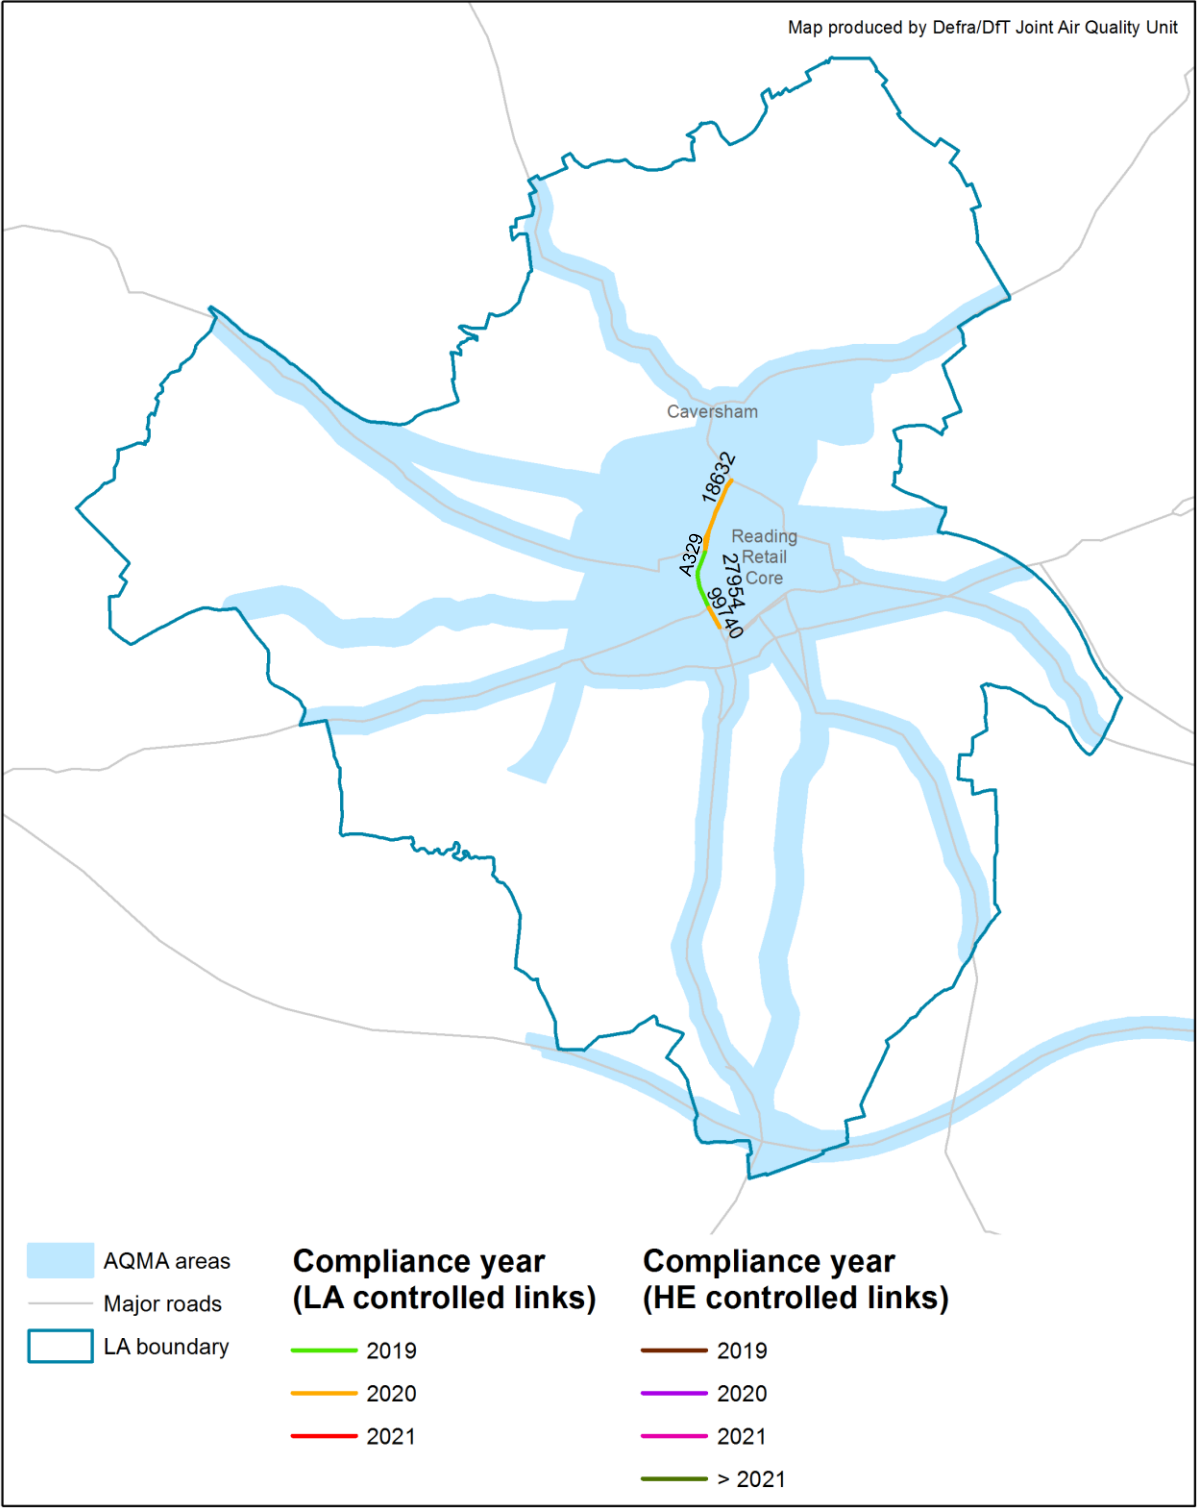 Map produced by Defra/DfT Joint Air Quality Unit
Caversham
18632
A329
Reading
Retail
Core
27954
99740
AQMA areas
Major roads
LA boundary
Compliance year
(LA controlled links)
2019
2020
2021
Compliance year
(HE controlled links)
2019
2020
2021
> 2021